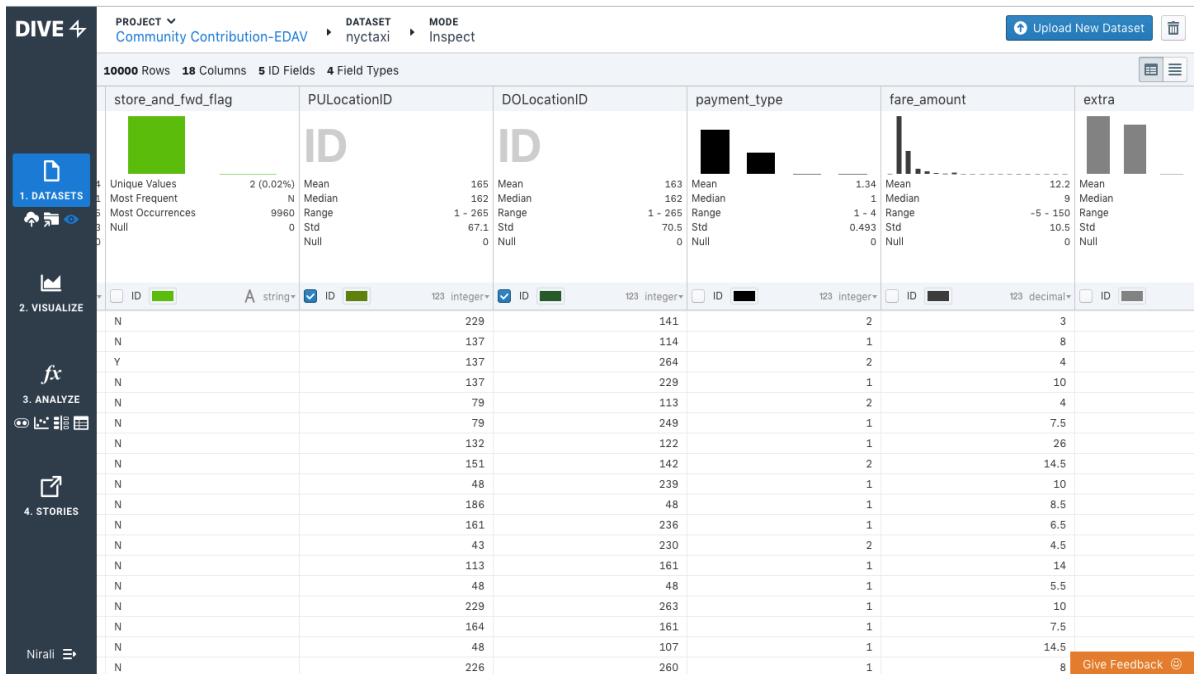 DIVE
PROJECT DATASET MODE
Community Contribution-EDAV nyctaxi Inspect
Upload New Dataset
10000 Rows 18 Columns 5 ID Fields 4 Field Types
store_and_fwd_flag PULocationID DOLocationID payment_type fare_amount extra
ID ID
4 Unique Values 2 (0.02%) Mean 165 Mean 163 Mean 1.34 Mean 12.2 Mean
1 Most Frequent N Median 162 Median 162 Median 1 Median 9 Median
Most Occurrences 9960 Range 1 - 265 Range 1 - 265 Range 1 - 4 Range -5 - 150 Range
Null 0 Std 67.1 Std 70.5 Std 0.493 Std 10.5 Std
Null 0 Null 0 Null 0 Null 0 Null
ID A string ID 123 integer ID 123 integer ID 123 integer ID 123 decimal ID
1. DATASETS
2. VISUALIZE
fx
3. ANALYZE
4. STORIES
Nirali
N 229 141 2 3
N 137 114 1 8
Y 137 264 2 4
N 137 229 1 10
N 79 113 2 4
N 79 249 1 7.5
N 132 122 1 26
N 151 142 2 14.5
N 48 239 1 10
N 186 48 1 8.5
N 161 236 1 6.5
N 43 230 2 4.5
N 113 161 1 14
N 48 48 1 5.5
N 229 263 1 10
N 164 161 1 7.5
N 48 107 1 14.5
N 226 260 1 8
Give Feedback